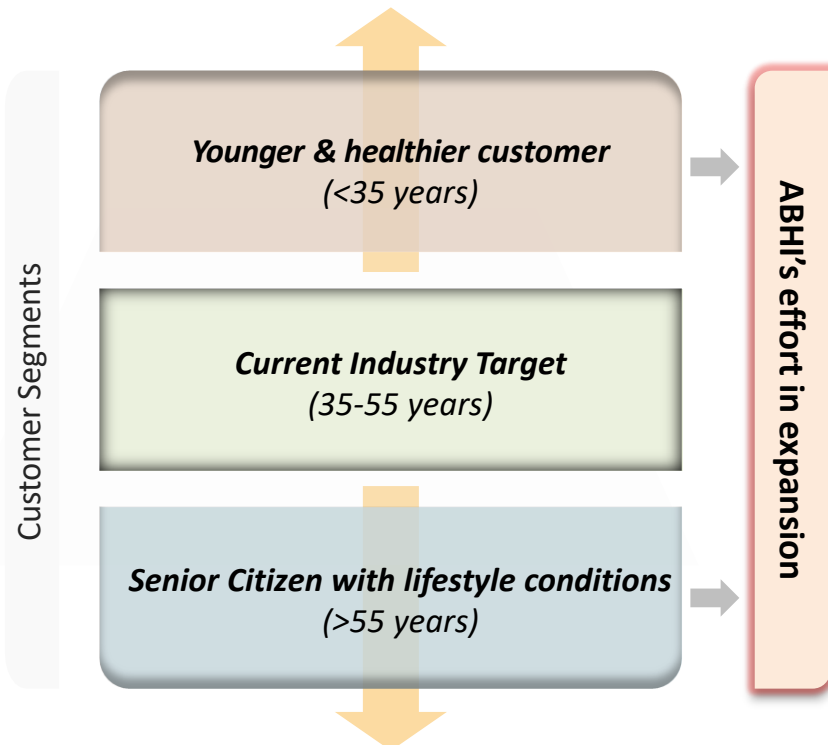 Customer Segments
Younger & healthier customer
(<35 years)
Current Industry Target
(35-55 years)
Senior Citizen with lifestyle conditions
(>55 years)
ABHI's effort in expansion